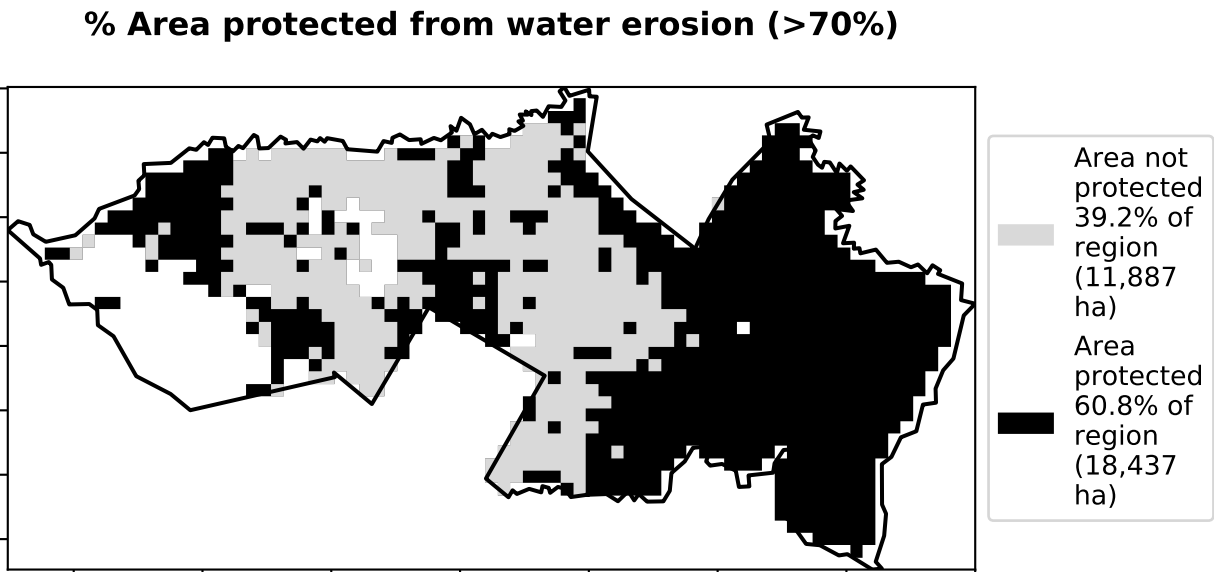 % Area protected from water erosion (>70%)
Area not
protected
39.2% of
region
(11,887
ha)
Area
protected
60.8% of
region
(18,437
ha)